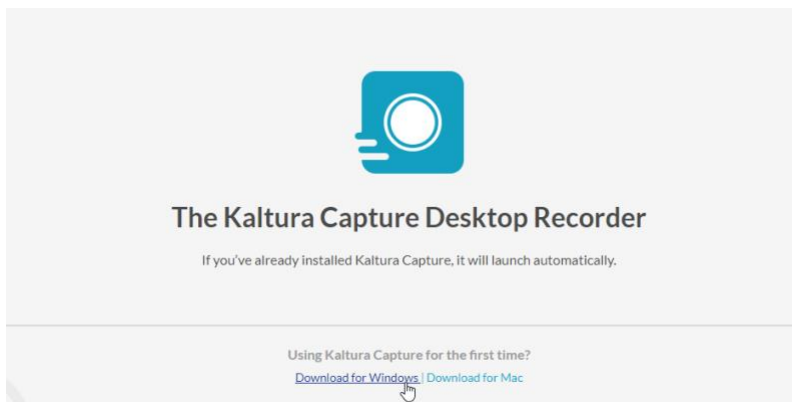 The Kaltura Capture Desktop Recorder
If you've already installed Kaltura Capture, it will launch automatically.
Using Kaltura Capture for the first time?
Download for Windows | Download for Mac